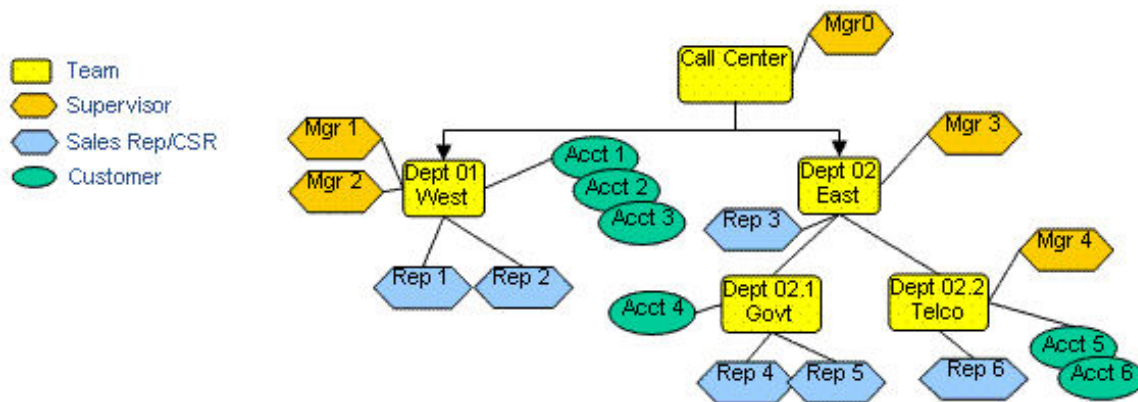 Mgr0
Call Center
Team
Supervisor
Sales Rep/CSR
Customer
Mgr 1
Mgr 2
Dept 01
West
Acct 1
Acct 2
Acct 3
Rep 1
Rep 2
Mgr 3
Dept 02
East
Rep 3
Mgr 4
Dept 02.1
Govt
Acct 4
Rep 4
Rep 5
Dept 02.2
Telco
Acct 5
Acct 6
Rep 6